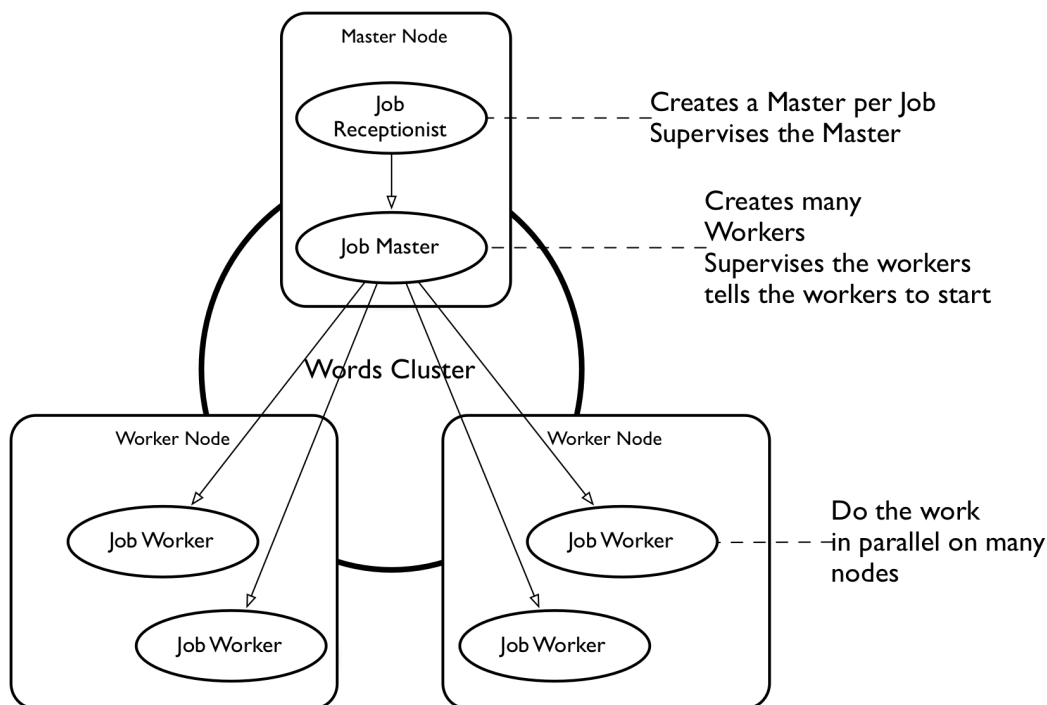 Master Node
Job
Receptionist
Creates a Master per Job
Supervises the Master
Job Master
Creates many
Workers
Supervises the workers
tells the workers to start
Words Cluster
Worker Node
Worker Node
Job Worker
Job Worker
Do the work
in parallel on many
nodes
Job Worker
Job Worker